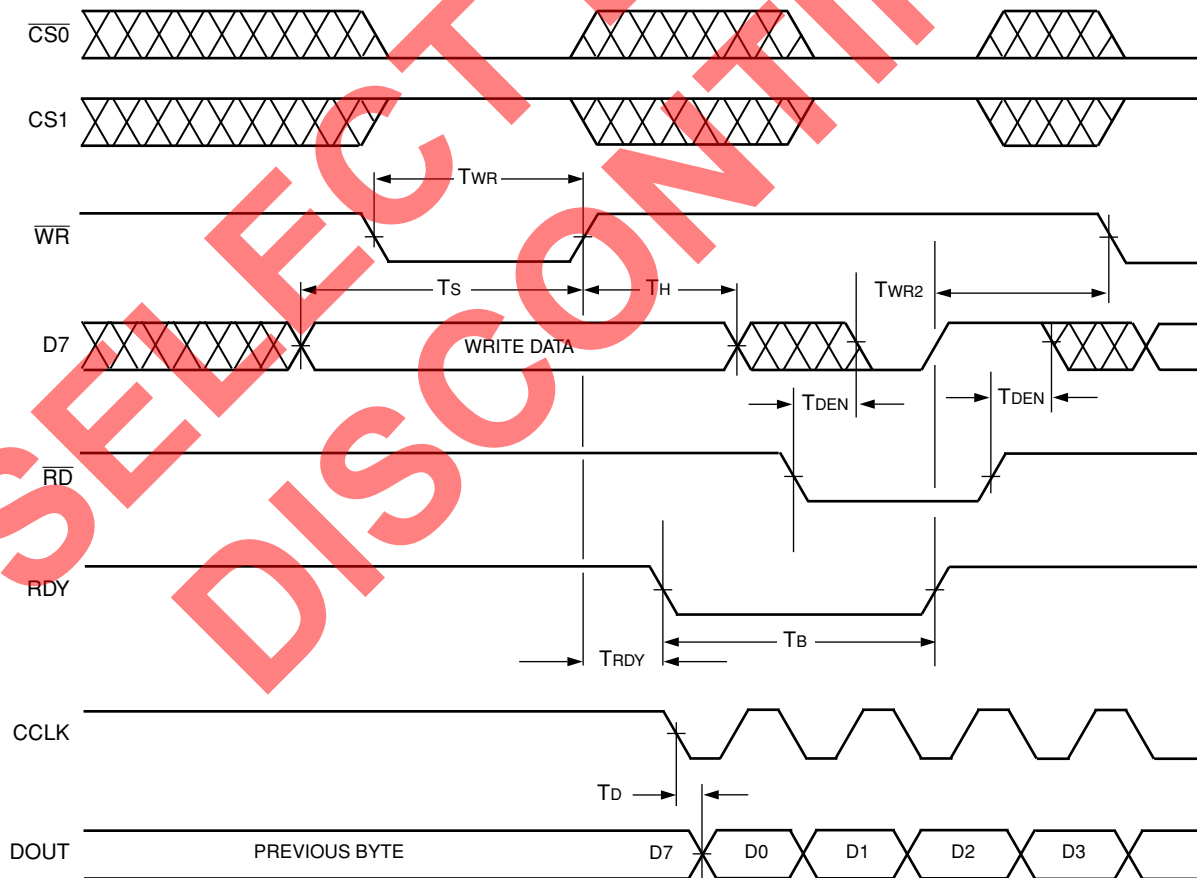 CS0
CS1
TWR
WR
TS
TH
TWR2
D7
WRITE DATA
TDEN
TDEN
RD
RDY
TB
TRDY
CCLK
TD
DOUT
PREVIOUS BYTE
D7
D0
D1
D2
D3
SELECT
DISCONTIN